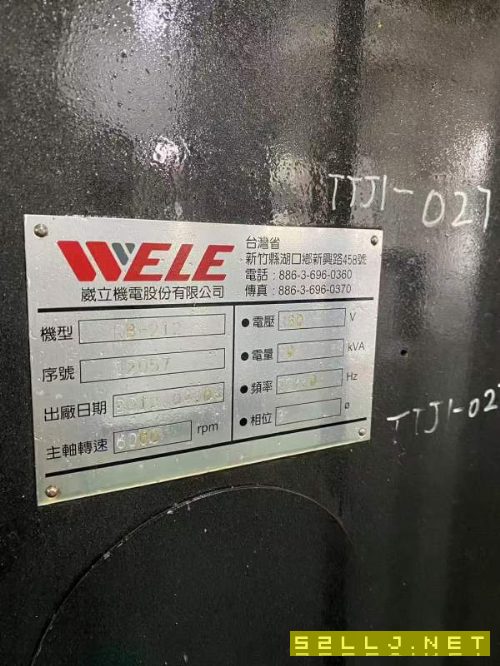 WELE
崴立機電股份有限公司
台灣省
新竹縣湖口鄉新興路458號
電話：886-3-696-0360
傳真：886-3-696-0370
機型
序號 12057
出廠日期
主軸轉速 6000 rpm
●電壓 V
●電量 kVA
●頻率 Hz
●相位 ø
TTJ1-027
TTJ1-02
52LLJ.NET